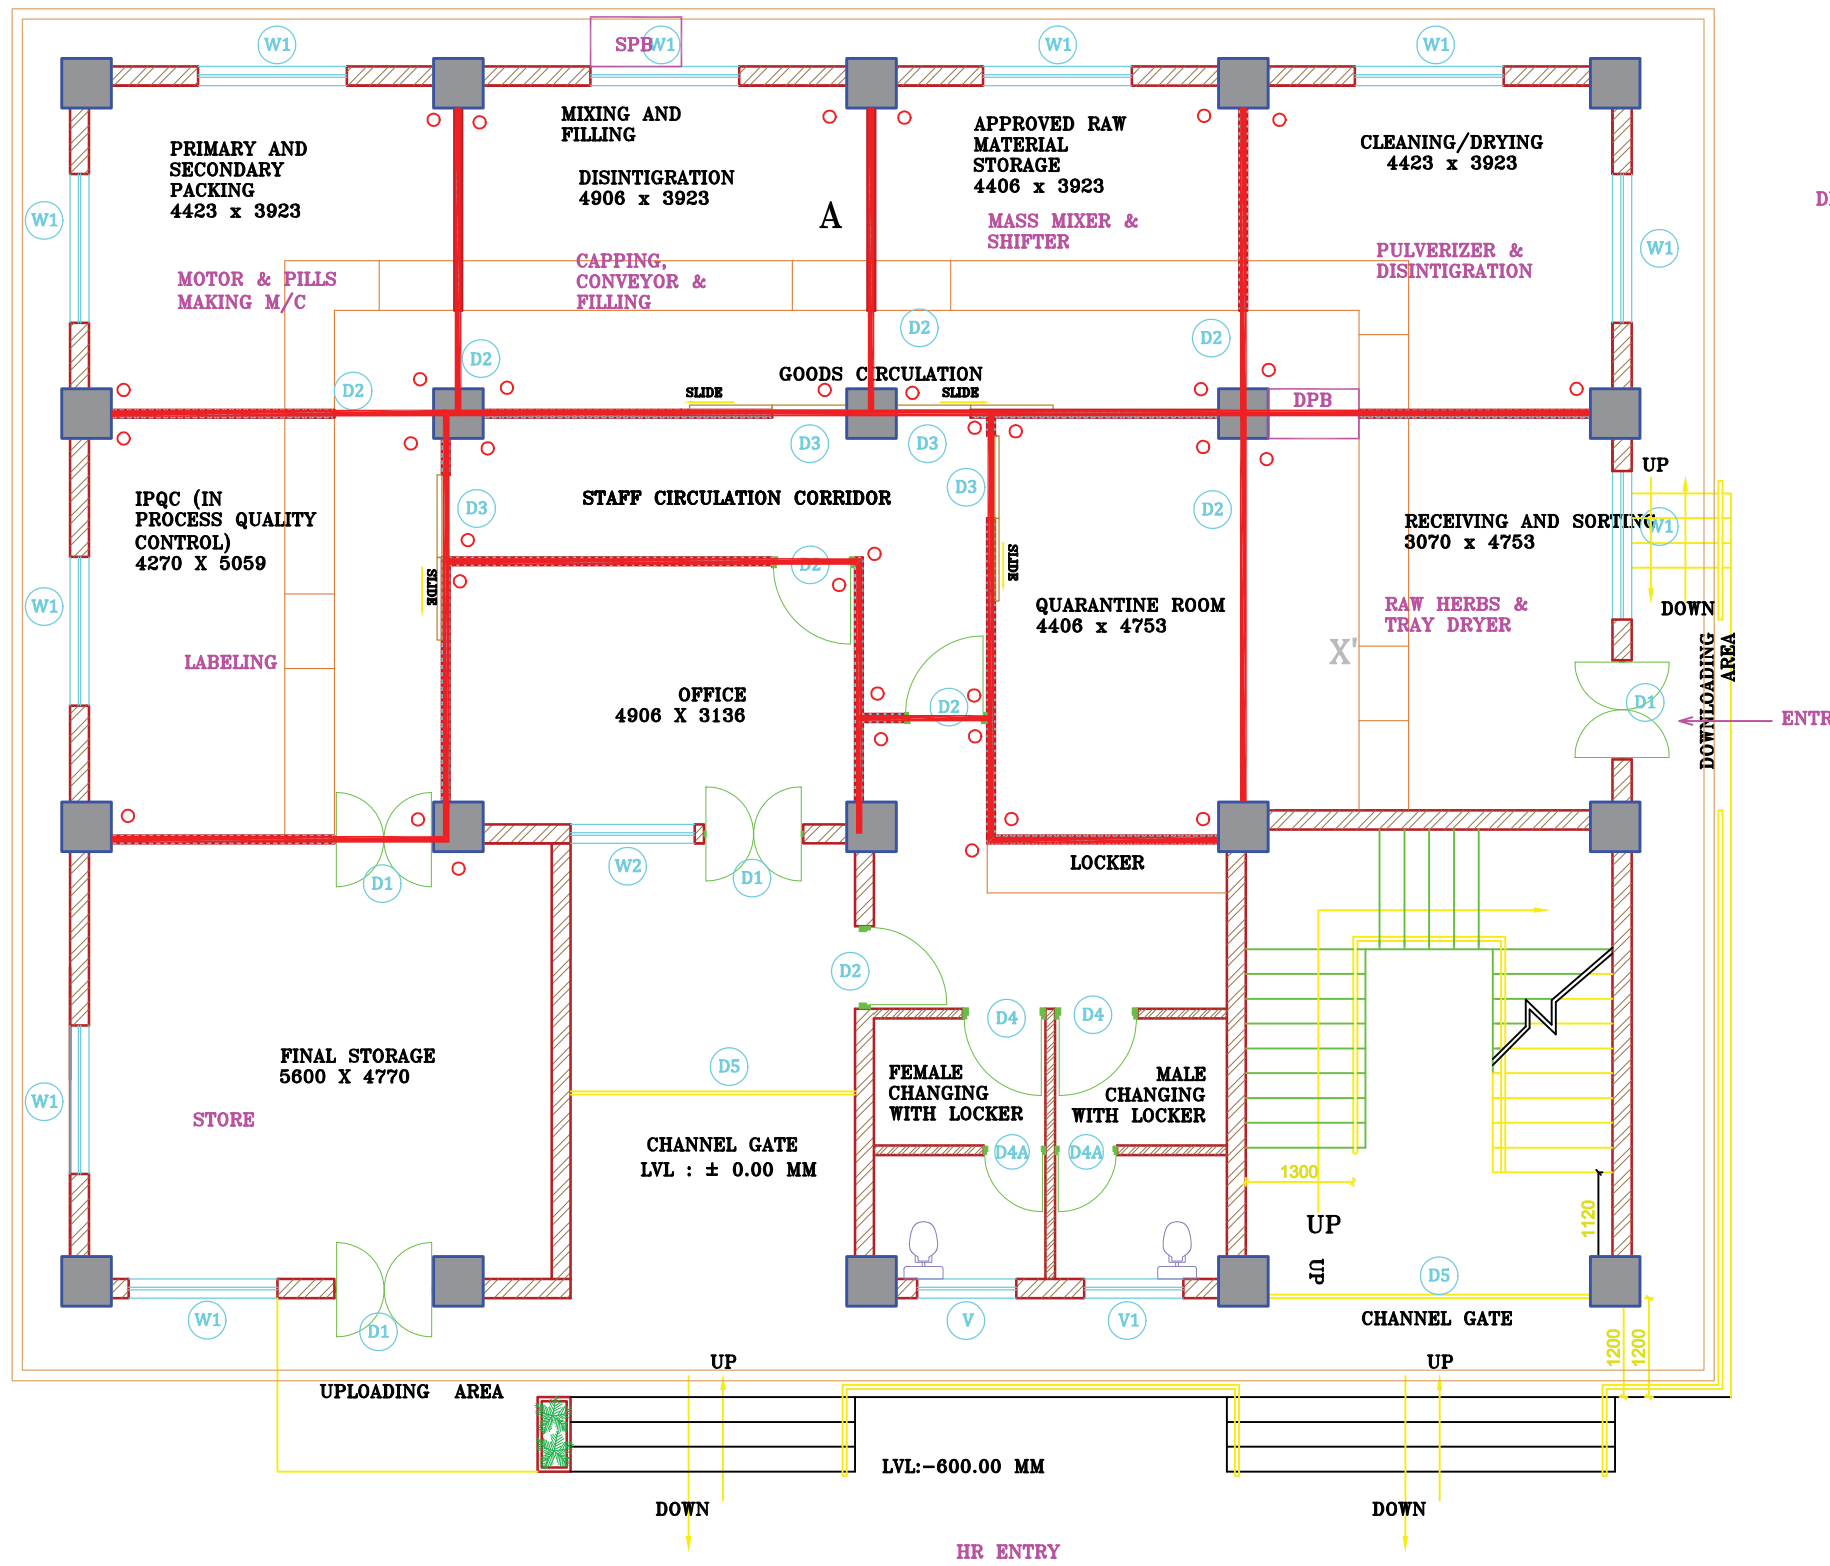 W1
SPB
W1
W1
W1
MIXING AND
FILLING
PRIMARY AND
SECONDARY
PACKING
4423 x 3923
DISINTIGRATION
4906 x 3923
A
APPROVED RAW
MATERIAL
STORAGE
4406 x 3923
CLEANING/DRYING
4423 x 3923
W1
MASS MIXER &
SHIFTER
W1
PULVERIZER &
DISINTIGRATION
MOTOR & PILLS
MAKING M/C
CAPPING,
CONVEYOR &
FILLING
D2
D2
D2
D2
GOODS CIRCULATION
SLIDE
SLIDE
DPB
D3
D3
UP
IPQC (IN
PROCESS QUALITY
CONTROL)
4270 X 5059
D3
STAFF CIRCULATION CORRIDOR
D3
D2
RECEIVING AND SORTING
3070 x 4753
W1
D2
SLIDE
SLIDE
W1
QUARANTINE ROOM
4406 x 4753
RAW HERBS &
TRAY DRYER
DOWN
X'
DOWNLOADING
AREA
LABELING
OFFICE
4906 X 3136
D2
D1
ENTR
D1
W2
D1
LOCKER
D2
D4
D4
FINAL STORAGE
5600 X 4770
D5
FEMALE
CHANGING
WITH LOCKER
MALE
CHANGING
WITH LOCKER
W1
STORE
CHANNEL GATE
LVL : ± 0.00 MM
D4A
D4A
1300
1120
UP
UP
D5
W1
D1
V
V1
CHANNEL GATE
1200
1200
UP
UP
UPLOADING AREA
LVL:-600.00 MM
DOWN
DOWN
HR ENTRY